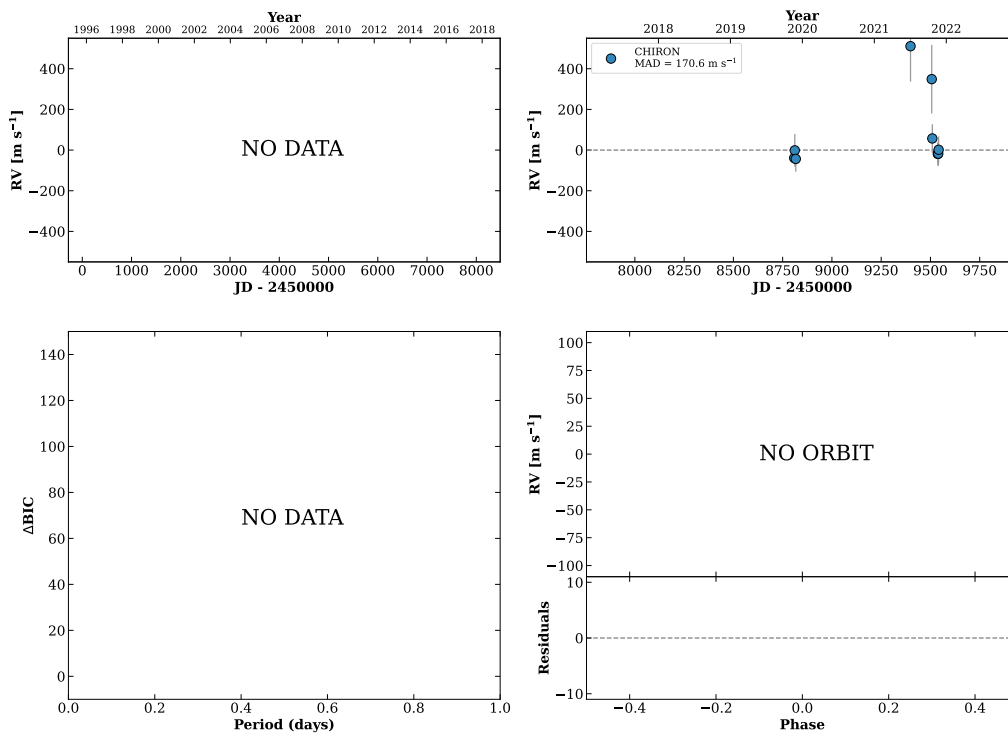 Year
1996 1998 2000 2002 2004 2006 2008 2010 2012 2014 2016 2018
400
200
0
−200
−400
RV [m s−1]
NO DATA
0 1000 2000 3000 4000 5000 6000 7000 8000
JD - 2450000
Year
2018 2019 2020 2021 2022
CHIRON
MAD = 170.6 m s−1
400
200
0
−200
−400
RV [m s−1]
8000 8250 8500 8750 9000 9250 9500 9750
JD - 2450000
140
120
100
80
60
40
20
0
ΔBIC
NO DATA
0.0 0.2 0.4 0.6 0.8 1.0
Period (days)
100
75
50
25
0
−25
−50
−75
−100
RV [m s−1]
NO ORBIT
10
0
−10
Residuals
−0.4 −0.2 0.0 0.2 0.4
Phase